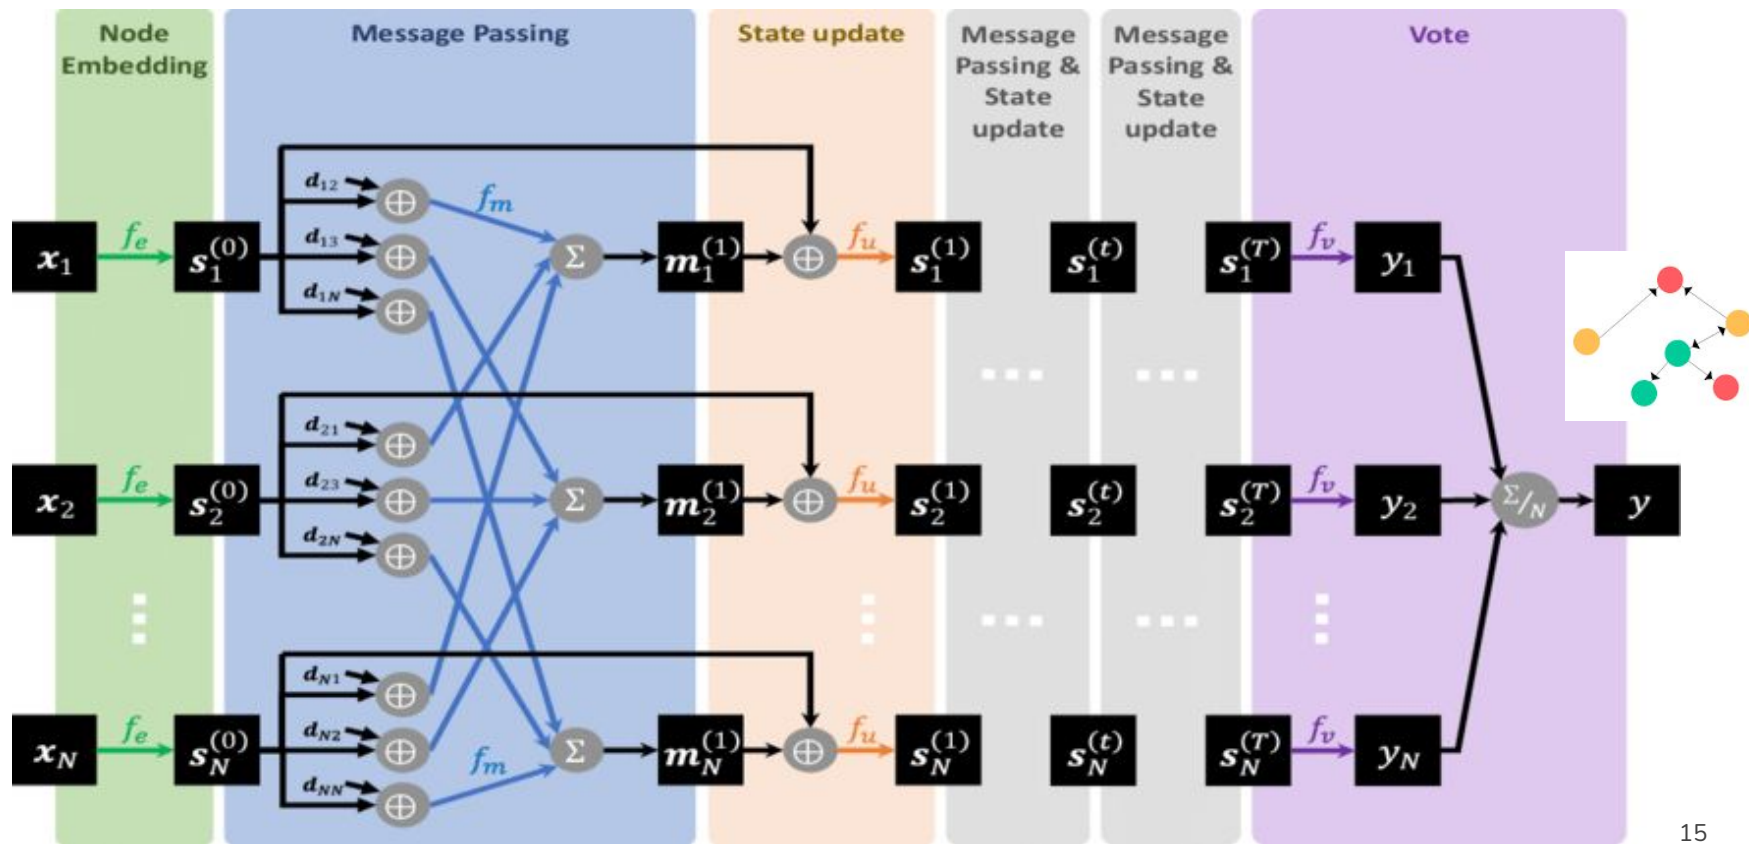 Node
Embedding
Message Passing
State update
Message
Passing &
State
update
Message
Passing &
State
update
Vote
x₁
fₑ
s₁⁽⁰⁾
d₁₂
d₁₃
d₁N
⊕
⊕
⊕
fₘ
Σ
m₁⁽¹⁾
⊕
fᵤ
s₁⁽¹⁾
s₁⁽ᵗ⁾
s₁⁽ᵀ⁾
fᵥ
y₁
x₂
fₑ
s₂⁽⁰⁾
d₂₁
d₂₃
d₂N
⊕
⊕
⊕
Σ
m₂⁽¹⁾
⊕
fᵤ
s₂⁽¹⁾
s₂⁽ᵗ⁾
s₂⁽ᵀ⁾
fᵥ
y₂
Σ/N
y
xN
fₑ
sN⁽⁰⁾
dN₁
dN₂
dNN
⊕
⊕
⊕
fₘ
Σ
mN⁽¹⁾
⊕
fᵤ
sN⁽¹⁾
sN⁽ᵗ⁾
sN⁽ᵀ⁾
fᵥ
yN
15